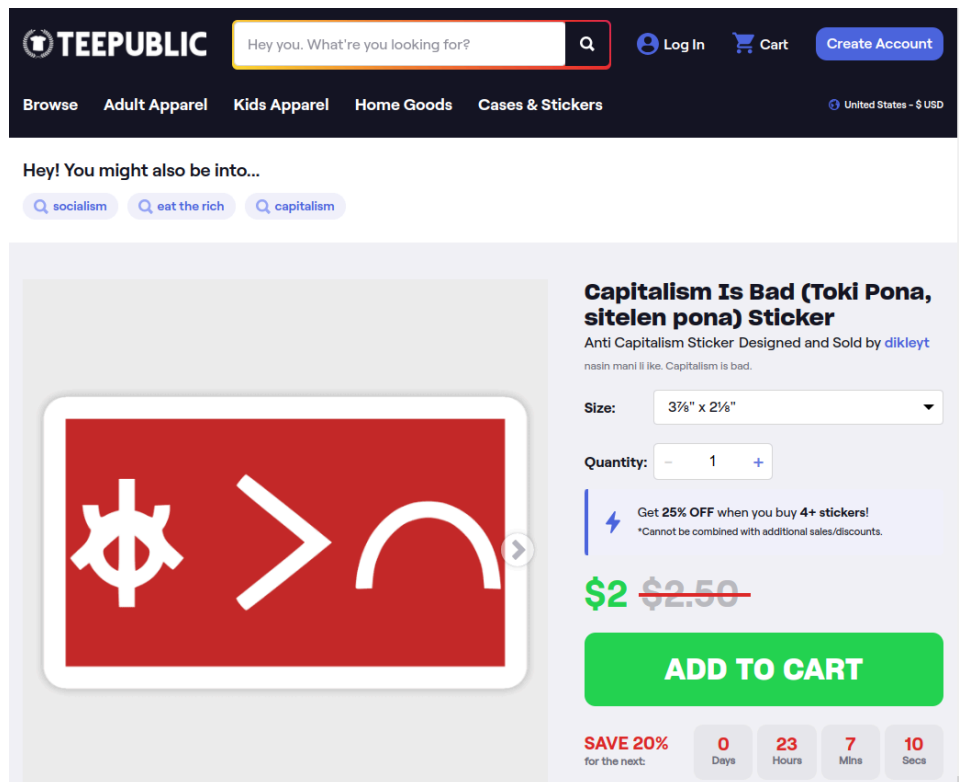 TEEPUBLIC
Hey you. What're you looking for?
Log In
Cart
Create Account
Browse
Adult Apparel
Kids Apparel
Home Goods
Cases & Stickers
United States - $ USD
Hey! You might also be into...
socialism
eat the rich
capitalism
Capitalism Is Bad (Toki Pona,
sitelen pona) Sticker
Anti Capitalism Sticker Designed and Sold by dikleyt
nasin mani li ike. Capitalism is bad.
Size:
3⅞" x 2⅛"
Quantity:
− 1 +
Get 25% OFF when you buy 4+ stickers!
*Cannot be combined with additional sales/discounts.
$2 $2.50
ADD TO CART
SAVE 20%
for the next:
0
Days
23
Hours
7
Mins
10
Secs